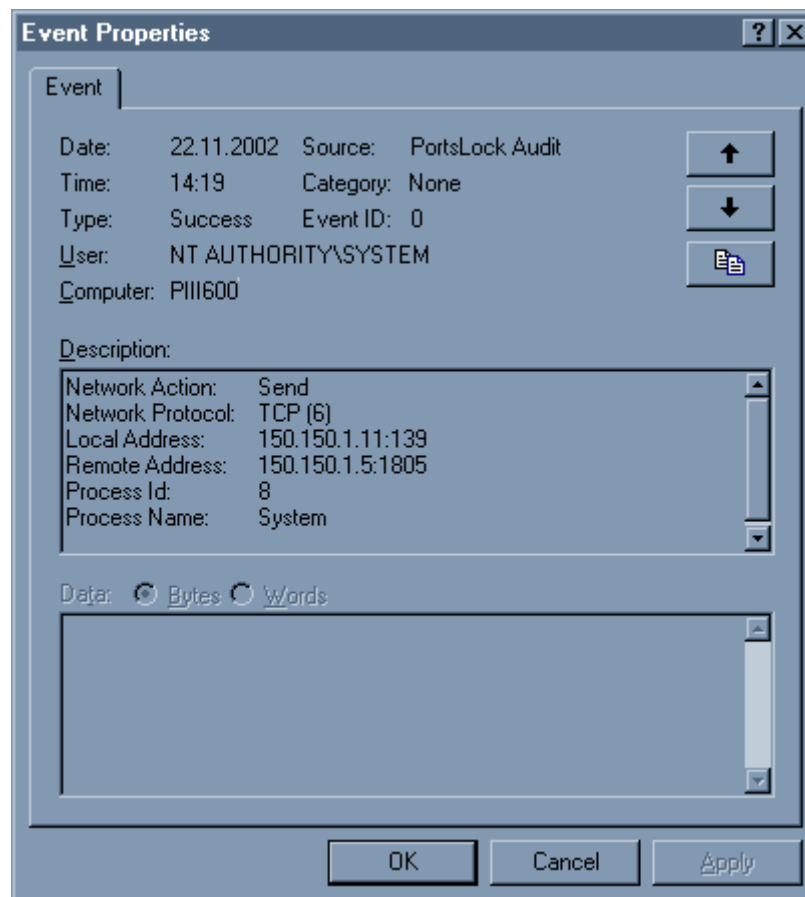 Event Properties
Event
Date: 22.11.2002 Source: PortsLock Audit
Time: 14:19 Category: None
Type: Success Event ID: 0
User: NT AUTHORITY\SYSTEM
Computer: PIII600
Description:
Network Action: Send
Network Protocol: TCP (6)
Local Address: 150.150.1.11:139
Remote Address: 150.150.1.5:1805
Process Id: 8
Process Name: System
Data: Bytes Words
OK Cancel Apply